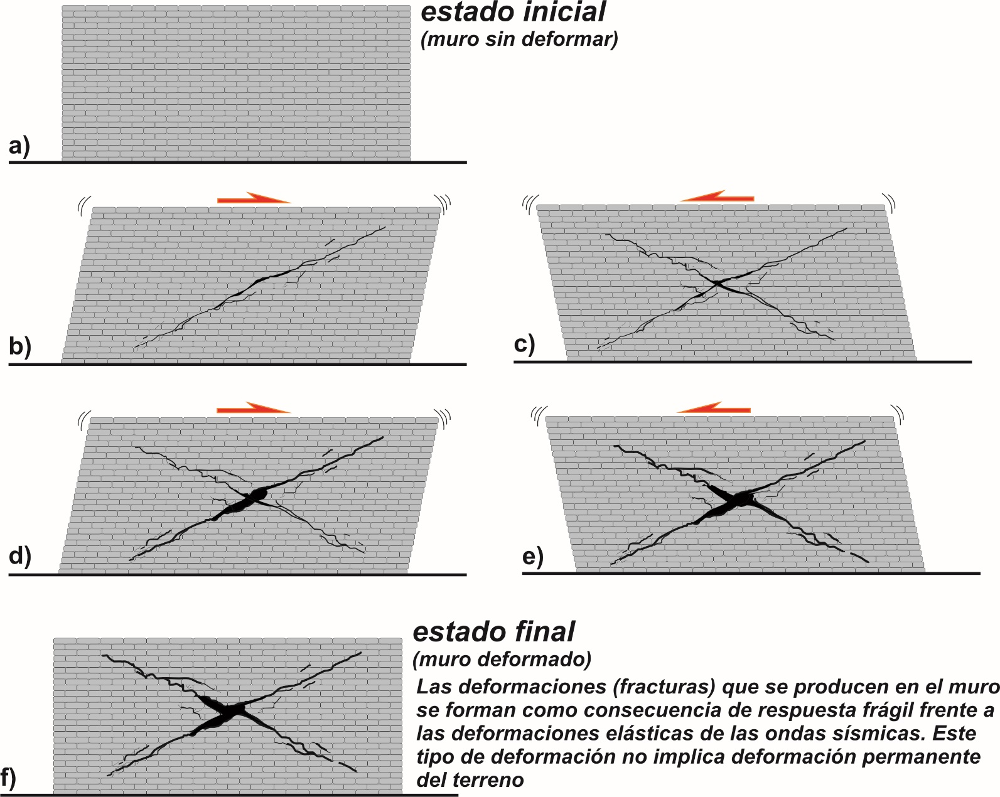 estado inicial
(muro sin deformar)
a)
b)
c)
d)
e)
estado final
(muro deformado)
Las deformaciones (fracturas) que se producen en el muro
se forman como consecuencia de respuesta frágil frente a
las deformaciones elásticas de las ondas sísmicas. Este
tipo de deformación no implica deformación permanente
del terreno
f)